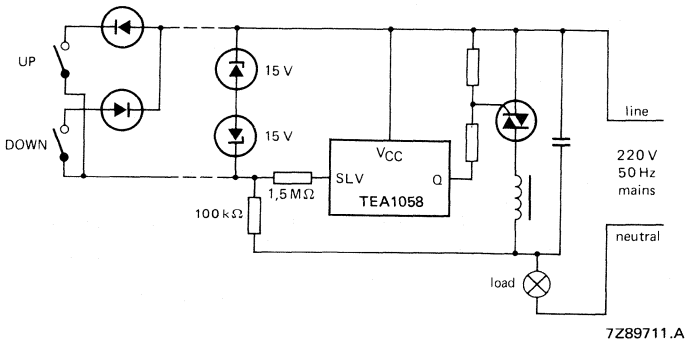 UP
DOWN
15 V
15 V
VCC
SLV
Q
TEA1058
1,5 MΩ
100 kΩ
line
220 V
50 Hz
mains
neutral
load
7Z89711.A